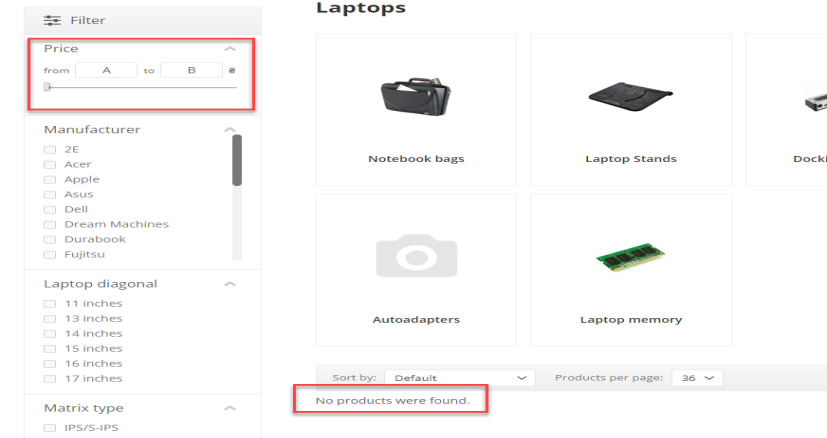 Laptops
Filter
Price
from A to B ₴
Manufacturer
2E
Acer
Apple
Asus
Dell
Dream Machines
Durabook
Fujitsu
Laptop diagonal
11 inches
13 inches
14 inches
15 inches
16 inches
17 inches
Matrix type
IPS/S-IPS
Notebook bags
Laptop Stands
Docki
Autoadapters
Laptop memory
Sort by: Default Products per page: 36
No products were found.